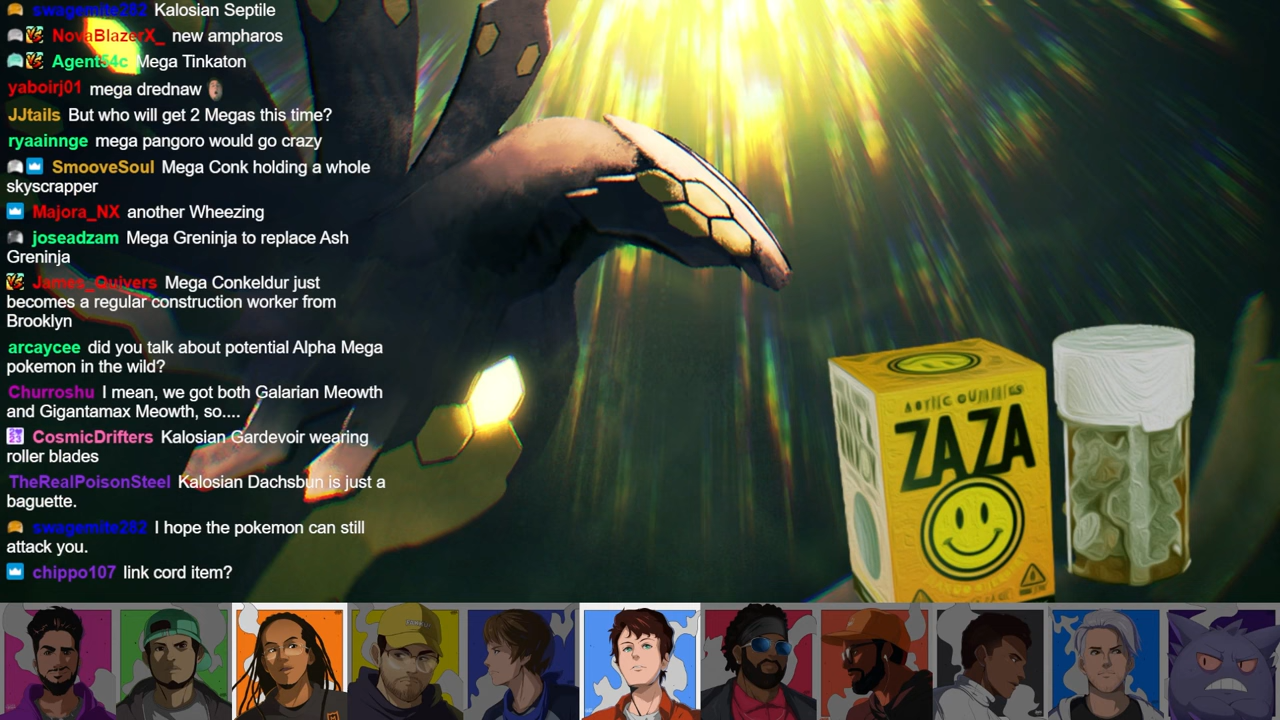 swagemite282 Kalosian Septile
NovaBlazerX_ new ampharos
Agent54c Mega Tinkaton
yaboirj01 mega drednaw
JJtails But who will get 2 Megas this time?
ryaainnge mega pangoro would go crazy
SmooveSoul Mega Conk holding a whole
skyscrapper
Majora_NX another Wheezing
joseadzam Mega Greninja to replace Ash
Greninja
James_Quivers Mega Conkeldur just
becomes a regular construction worker from
Brooklyn
arcaycee did you talk about potential Alpha Mega
pokemon in the wild?
Churroshu I mean, we got both Galarian Meowth
and Gigantamax Meowth, so....
CosmicDrifters Kalosian Gardevoir wearing
roller blades
TheRealPoisonSteel Kalosian Dachsbun is just a
baguette.
swagemite282 I hope the pokemon can still
attack you.
chippo107 link cord item?
ZAZA